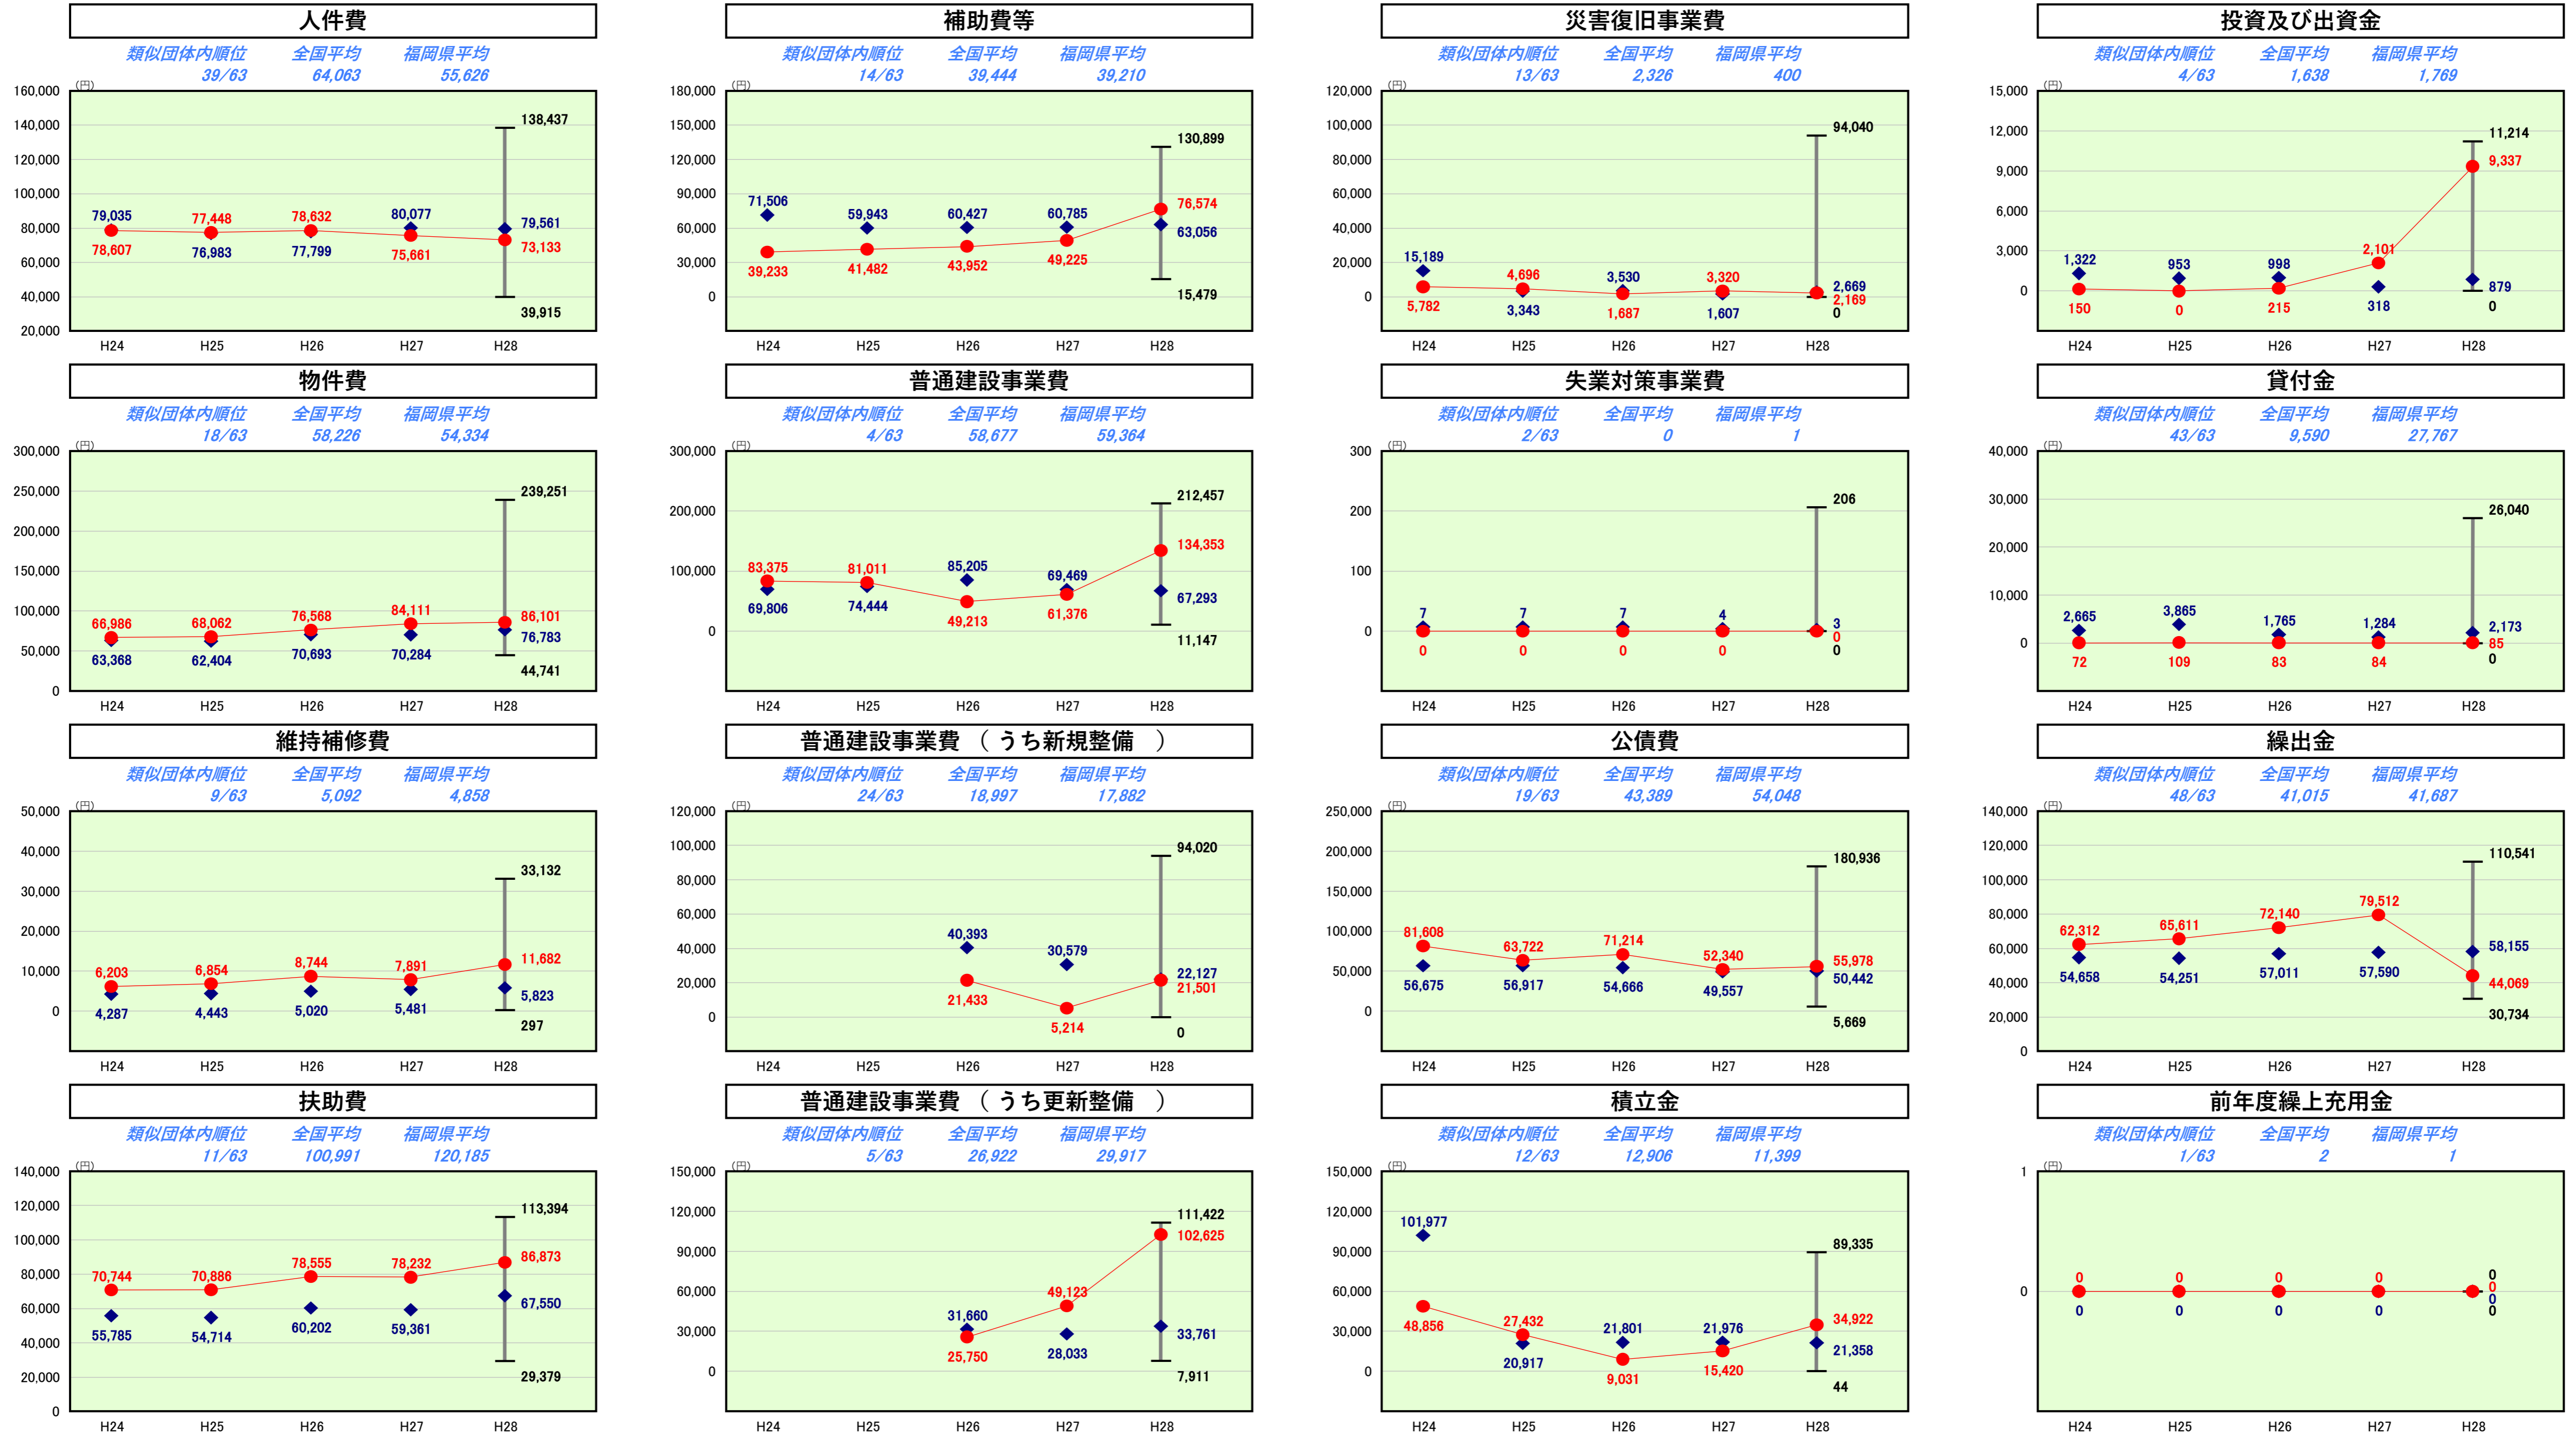 人件費
類似団体内順位 全国平均 福岡県平均
39/63 64,063 55,626
(円)
160,000
140,000
120,000
100,000
80,000
60,000
40,000
20,000
138,437
79,035 77,448 78,632 80,077 79,561
78,607 76,983 77,799 75,661 73,133
39,915
H24 H25 H26 H27 H28
補助費等
類似団体内順位 全国平均 福岡県平均
14/63 39,444 39,210
(円)
180,000
150,000
120,000
90,000
60,000
30,000
0
130,899
71,506 59,943 60,427 60,785 76,574
39,233 41,482 43,952 49,225 63,056
15,479
H24 H25 H26 H27 H28
災害復旧事業費
類似団体内順位 全国平均 福岡県平均
13/63 2,326 400
(円)
120,000
100,000
80,000
60,000
40,000
20,000
0
94,040
15,189 4,696 3,530 3,320 2,669
5,782 3,343 1,687 1,607 2,169
0
H24 H25 H26 H27 H28
投資及び出資金
類似団体内順位 全国平均 福岡県平均
4/63 1,638 1,769
(円)
15,000
12,000
9,000
6,000
3,000
0
11,214
9,337
1,322 953 998 2,101 879
150 0 215 318 0
H24 H25 H26 H27 H28
物件費
類似団体内順位 全国平均 福岡県平均
18/63 58,226 54,334
(円)
300,000
250,000
200,000
150,000
100,000
50,000
0
239,251
66,986 68,062 76,568 84,111 86,101
63,368 62,404 70,693 70,284 76,783
44,741
H24 H25 H26 H27 H28
普通建設事業費
類似団体内順位 全国平均 福岡県平均
4/63 58,677 59,364
(円)
300,000
200,000
100,000
0
212,457
83,375 81,011 85,205 69,469 134,353
69,806 74,444 49,213 61,376 67,293
11,147
H24 H25 H26 H27 H28
失業対策事業費
類似団体内順位 全国平均 福岡県平均
2/63 0 1
(円)
300
200
100
0
206
7 7 7 4 3
0 0 0 0 0
0
H24 H25 H26 H27 H28
貸付金
類似団体内順位 全国平均 福岡県平均
43/63 9,590 27,767
(円)
40,000
30,000
20,000
10,000
0
26,040
2,665 3,865 1,765 1,284 2,173
72 109 83 84 85
0
H24 H25 H26 H27 H28
維持補修費
類似団体内順位 全国平均 福岡県平均
9/63 5,092 4,858
(円)
50,000
40,000
30,000
20,000
10,000
0
33,132
6,203 6,854 8,744 7,891 11,682
4,287 4,443 5,020 5,481 5,823
297
H24 H25 H26 H27 H28
普通建設事業費 ( うち新規整備 )
類似団体内順位 全国平均 福岡県平均
24/63 18,997 17,882
(円)
120,000
100,000
80,000
60,000
40,000
20,000
0
94,020
40,393 30,579 22,127
21,433 5,214 21,501
0
H24 H25 H26 H27 H28
公債費
類似団体内順位 全国平均 福岡県平均
19/63 43,389 54,048
(円)
250,000
200,000
150,000
100,000
50,000
0
180,936
81,608 63,722 71,214 52,340 55,978
56,675 56,917 54,666 49,557 50,442
5,669
H24 H25 H26 H27 H28
繰出金
類似団体内順位 全国平均 福岡県平均
48/63 41,015 41,687
(円)
140,000
120,000
100,000
80,000
60,000
40,000
20,000
0
110,541
62,312 65,611 72,140 79,512 58,155
54,658 54,251 57,011 57,590 44,069
30,734
H24 H25 H26 H27 H28
扶助費
類似団体内順位 全国平均 福岡県平均
11/63 100,991 120,185
(円)
140,000
120,000
100,000
80,000
60,000
40,000
20,000
0
113,394
70,744 70,886 78,555 78,232 86,873
55,785 54,714 60,202 59,361 67,550
29,379
H24 H25 H26 H27 H28
普通建設事業費 ( うち更新整備 )
類似団体内順位 全国平均 福岡県平均
5/63 26,922 29,917
(円)
150,000
120,000
90,000
60,000
30,000
0
111,422
102,625
31,660 49,123 33,761
25,750 28,033 7,911
H24 H25 H26 H27 H28
積立金
類似団体内順位 全国平均 福岡県平均
12/63 12,906 11,399
(円)
150,000
120,000
90,000
60,000
30,000
0
101,977 89,335
27,432 21,801 21,976 34,922
48,856 20,917 9,031 15,420 21,358
44
H24 H25 H26 H27 H28
前年度繰上充用金
類似団体内順位 全国平均 福岡県平均
1/63 2 1
(円)
1
0
0 0 0 0 0
0
0 0 0 0 0
0
H24 H25 H26 H27 H28